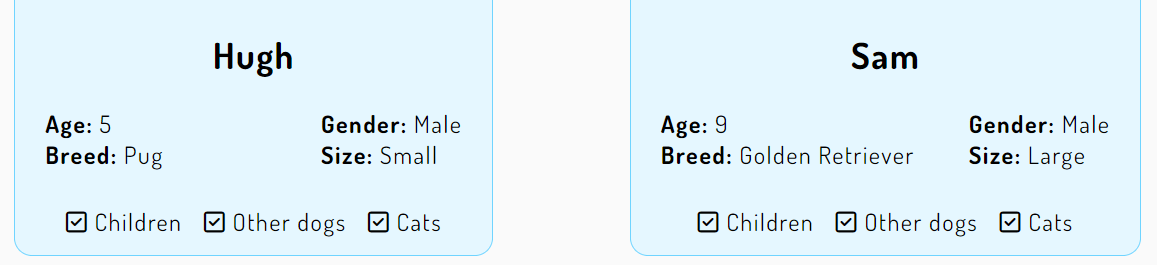 Hugh
Age: 5
Gender: Male
Breed: Pug
Size: Small
Children
Other dogs
Cats
Sam
Age: 9
Gender: Male
Breed: Golden Retriever
Size: Large
Children
Other dogs
Cats